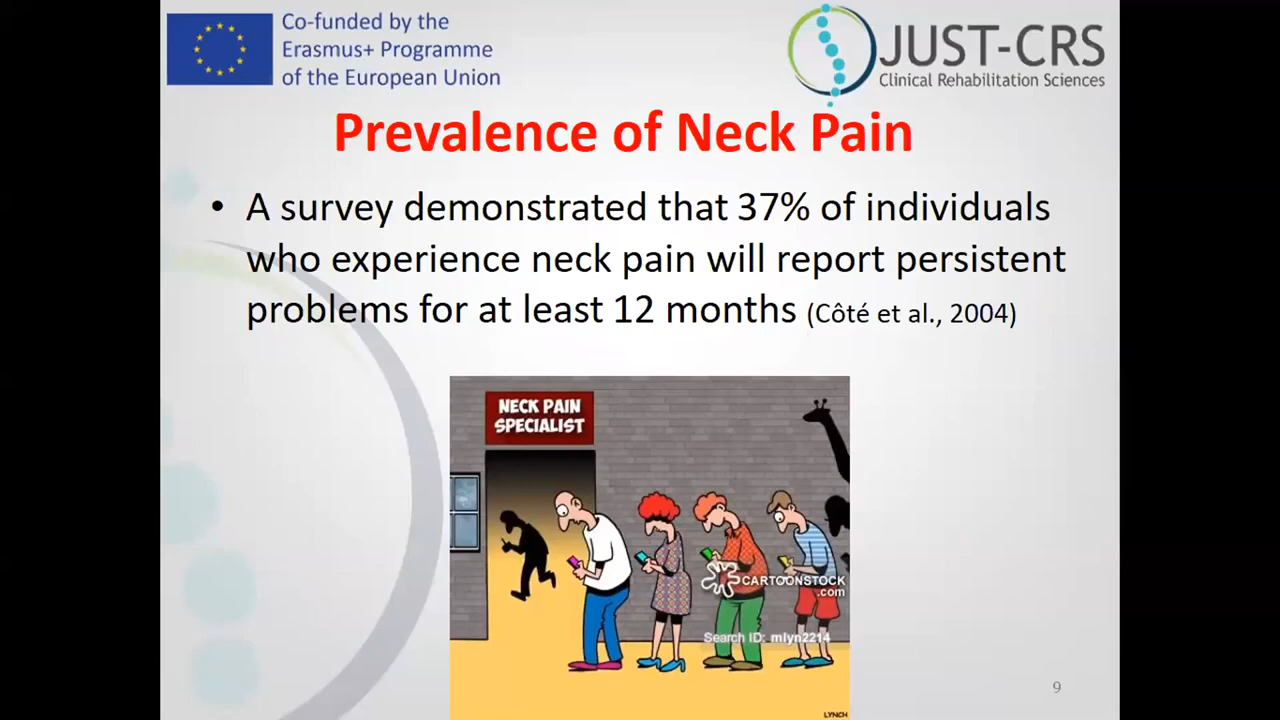 Co-funded by the
Erasmus+ Programme
of the European Union
JUST-CRS
Clinical Rehabilitation Sciences
Prevalence of Neck Pain
• A survey demonstrated that 37% of individuals
who experience neck pain will report persistent
problems for at least 12 months (Côté et al., 2004)
NECK PAIN
SPECIALIST
CARTOONSTOCK
.com
Search ID: mlyn2214
LYNCH
9